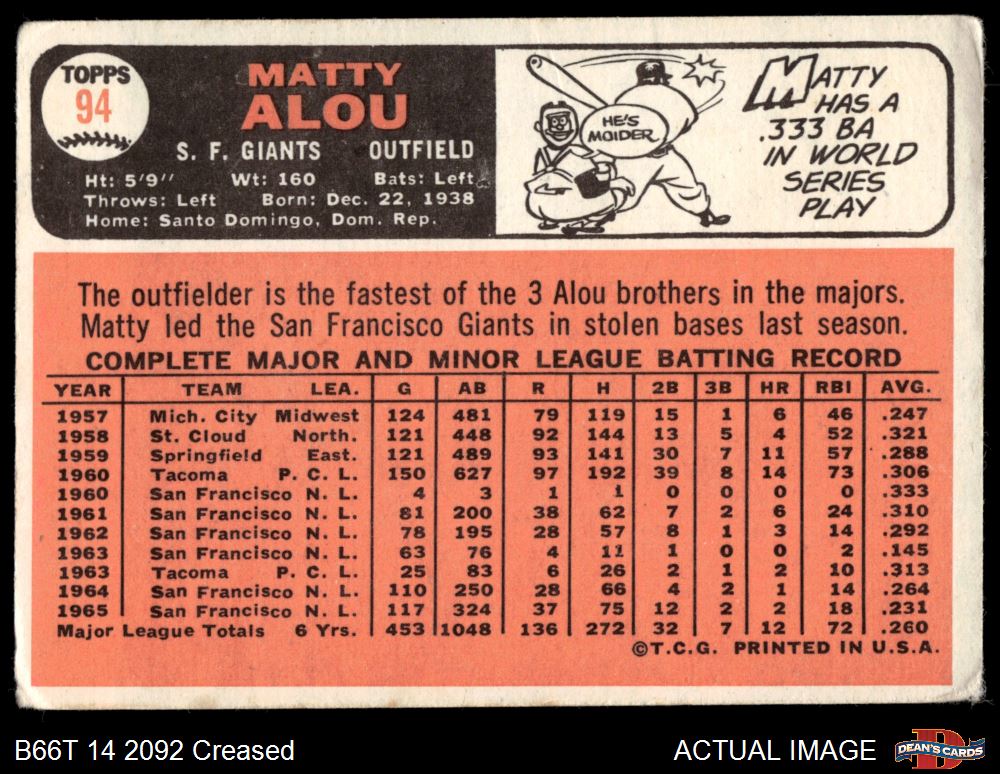 TOPPS
94
MATTY
ALOU
S. F. GIANTS OUTFIELD
Ht: 5'9" Wt: 160 Bats: Left
Throws: Left Born: Dec. 22, 1938
Home: Santo Domingo, Dom. Rep.
HE'S
MOIDER
MATTY
HAS A
.333 BA
IN WORLD
SERIES
PLAY
The outfielder is the fastest of the 3 Alou brothers in the majors.
Matty led the San Francisco Giants in stolen bases last season.
COMPLETE MAJOR AND MINOR LEAGUE BATTING RECORD
YEAR TEAM LEA. G AB R H 2B 3B HR RBI AVG.
1957 Mich. City Midwest 124 481 79 119 15 1 6 46 .247
1958 St. Cloud North. 121 448 92 144 13 5 4 52 .321
1959 Springfield East. 121 489 93 141 30 7 11 57 .288
1960 Tacoma P. C. L. 150 627 97 192 39 8 14 73 .306
1960 San Francisco N. L. 4 3 1 1 0 0 0 0 .333
1961 San Francisco N. L. 81 200 38 62 7 2 6 24 .310
1962 San Francisco N. L. 78 195 28 57 8 1 3 14 .292
1963 San Francisco N. L. 63 76 4 11 1 0 0 2 .145
1963 Tacoma P. C. L. 25 83 6 26 2 1 2 10 .313
1964 San Francisco N. L. 110 250 28 66 4 2 1 14 .264
1965 San Francisco N. L. 117 324 37 75 12 2 2 18 .231
Major League Totals 6 Yrs. 453 1048 136 272 32 7 12 72 .260
©T.C.G. PRINTED IN U.S.A.
B66T 14 2092 Creased
ACTUAL IMAGE
D
DEAN'S CARDS